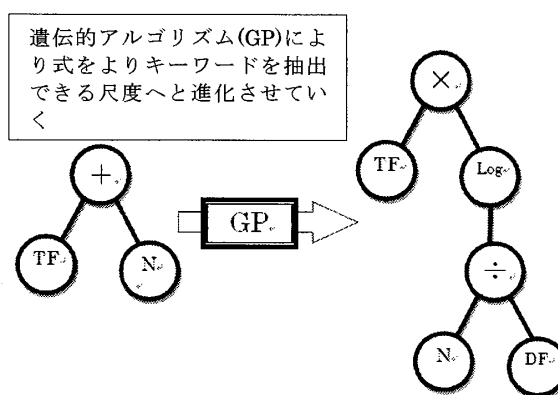 遺伝的アルゴリズム(GP)によ
り式をよりキーワードを抽出
できる尺度へと進化させてい
く
+
TF
N
GP
×
TF
Log
÷
N
DF